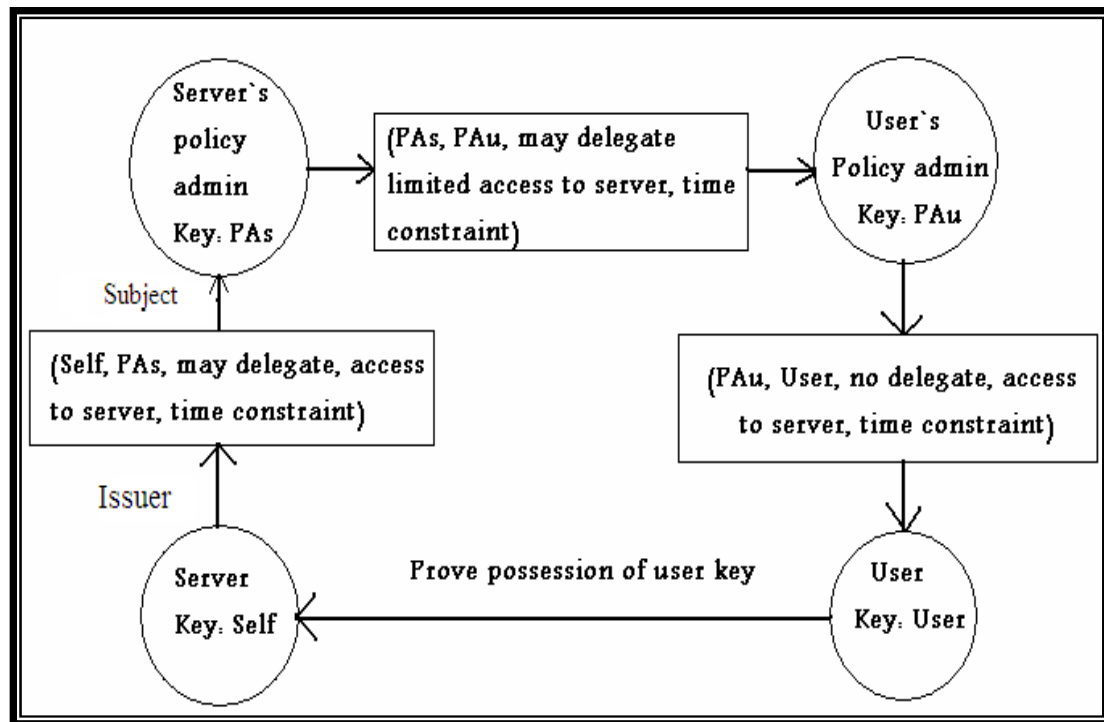 Server`s
policy
admin
Key: PAs
(PAs, PAu, may delegate
limited access to server, time
constraint)
User`s
Policy admin
Key: PAu
Subject
(Self, PAs, may delegate, access
to server, time constraint)
(PAu, User, no delegate, access
to server, time constraint)
Issuer
Server
Key: Self
Prove possession of user key
User
Key: User